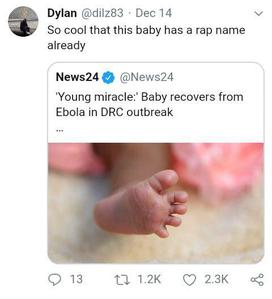 Dylan @dilz83 · Dec 14
So cool that this baby has a rap name
already
News24 @News24
'Young miracle:' Baby recovers from
Ebola in DRC outbreak
...
13 1.2K 2.3K